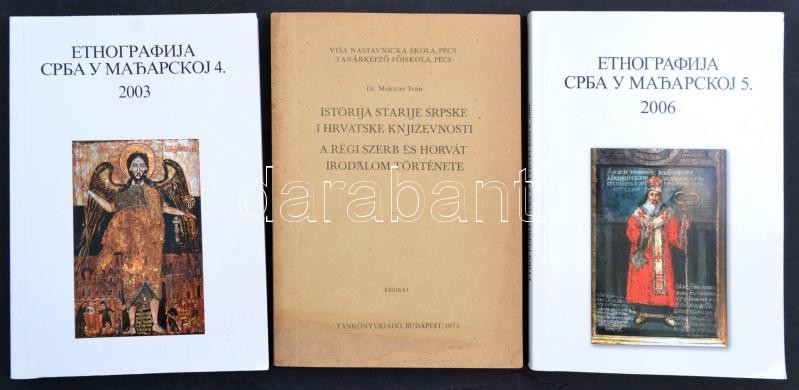 ЕТНОГРАФИЈА
СРБА У МАЂАРСКОЈ 4.
2003
VIŠA NASTAVNIČKA ŠKOLA, PÉCS
TANÁRKÉPZŐ FŐISKOLA, PÉCS
Dr. Mokuter Iván
ISTORIJA STARIJE SRPSKE
I HRVATSKE KNJIŽEVNOSTI
A RÉGI SZERB ÉS HORVÁT
IRODALOM TÖRTÉNETE
KÉZIRAT
TANKÖNYVKIADÓ, BUDAPEST, 1975
ЕТНОГРАФИЈА
СРБА У МАЂАРСКОЈ 5.
2006
darabanth